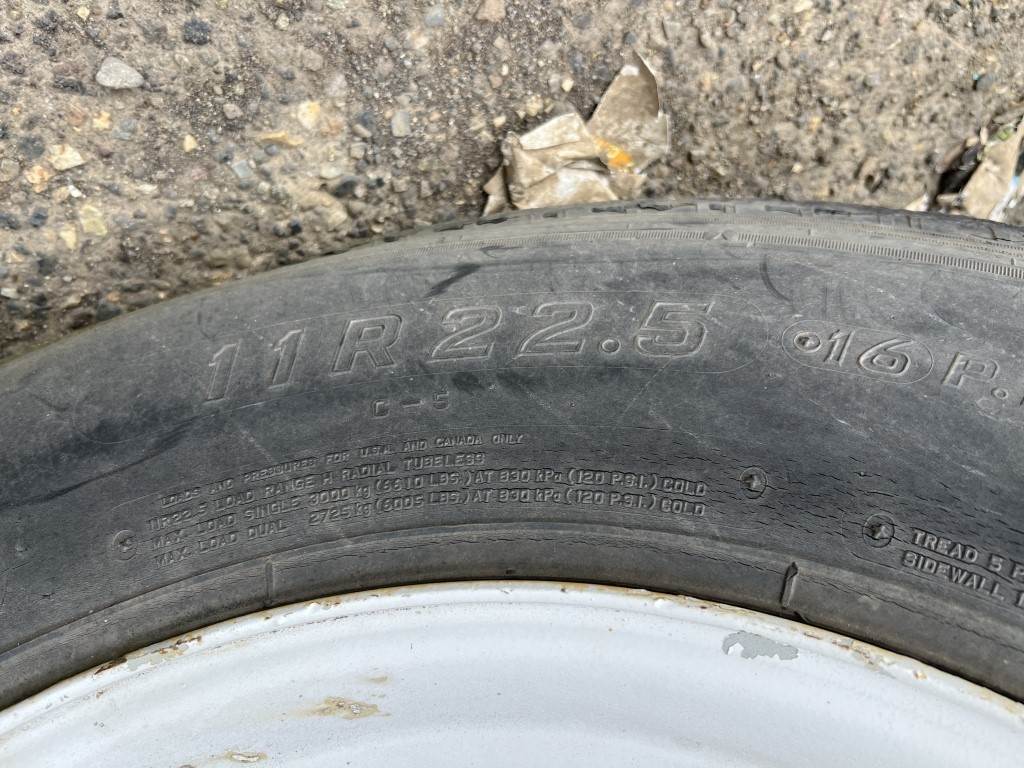 11R22.5 16 P.
C-5
LOADS AND PRESSURES FOR U.S.A. AND CANADA ONLY
11R22.5 LOAD RANGE H RADIAL TUBELESS
MAX. LOAD SINGLE 3000 kg (6610 LBS.) AT 830 kPa (120 P.S.I.) COLD
MAX. LOAD DUAL 2725 kg (6005 LBS.) AT 830 kPa (120 P.S.I.) COLD
TREAD 5 P
SIDEWALL 1